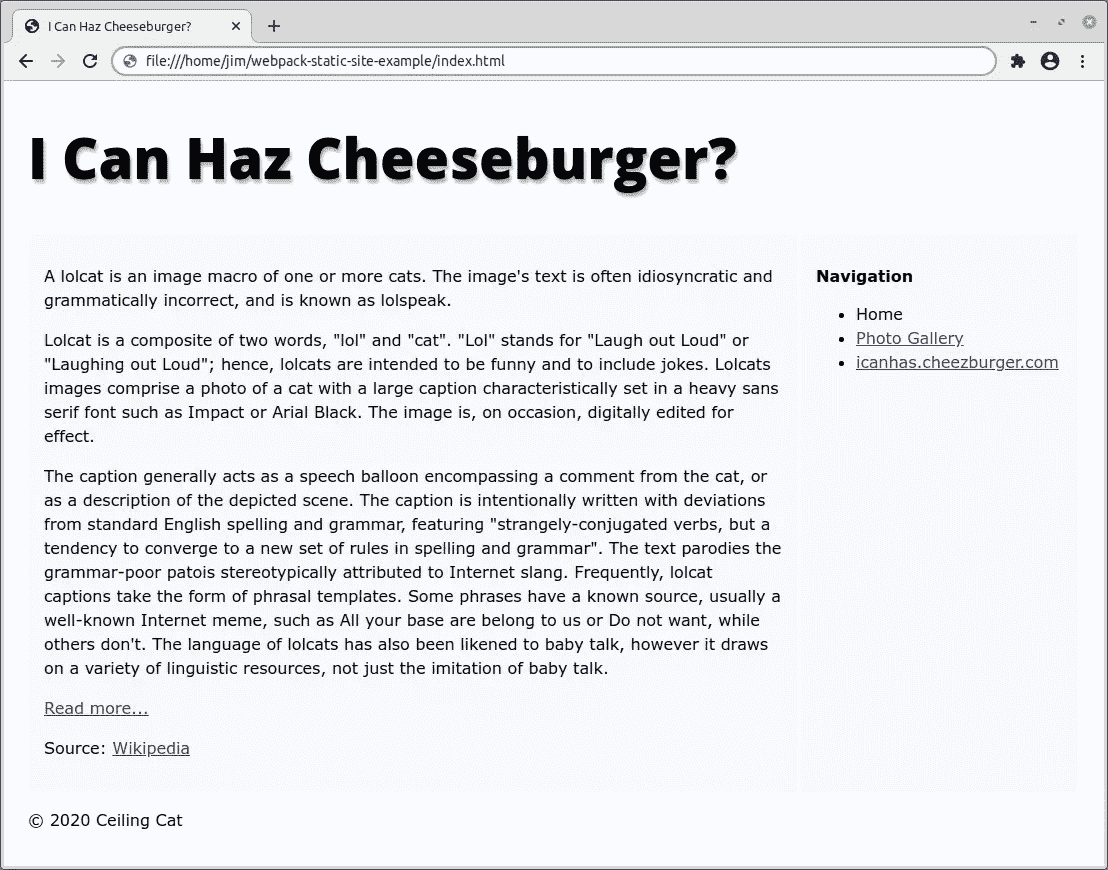 I Can Haz Cheeseburger?
file:///home/jim/webpack-static-site-example/index.html
I Can Haz Cheeseburger?
A lolcat is an image macro of one or more cats. The image's text is often idiosyncratic and
grammatically incorrect, and is known as lolspeak.
Lolcat is a composite of two words, "lol" and "cat". "Lol" stands for "Laugh out Loud" or
"Laughing out Loud"; hence, lolcats are intended to be funny and to include jokes. Lolcats
images comprise a photo of a cat with a large caption characteristically set in a heavy sans
serif font such as Impact or Arial Black. The image is, on occasion, digitally edited for
effect.
The caption generally acts as a speech balloon encompassing a comment from the cat, or
as a description of the depicted scene. The caption is intentionally written with deviations
from standard English spelling and grammar, featuring "strangely-conjugated verbs, but a
tendency to converge to a new set of rules in spelling and grammar". The text parodies the
grammar-poor patois stereotypically attributed to Internet slang. Frequently, lolcat
captions take the form of phrasal templates. Some phrases have a known source, usually a
well-known Internet meme, such as All your base are belong to us or Do not want, while
others don't. The language of lolcats has also been likened to baby talk, however it draws
on a variety of linguistic resources, not just the imitation of baby talk.
Read more...
Source: Wikipedia
Navigation
• Home
• Photo Gallery
• icanhas.cheezburger.com
© 2020 Ceiling Cat